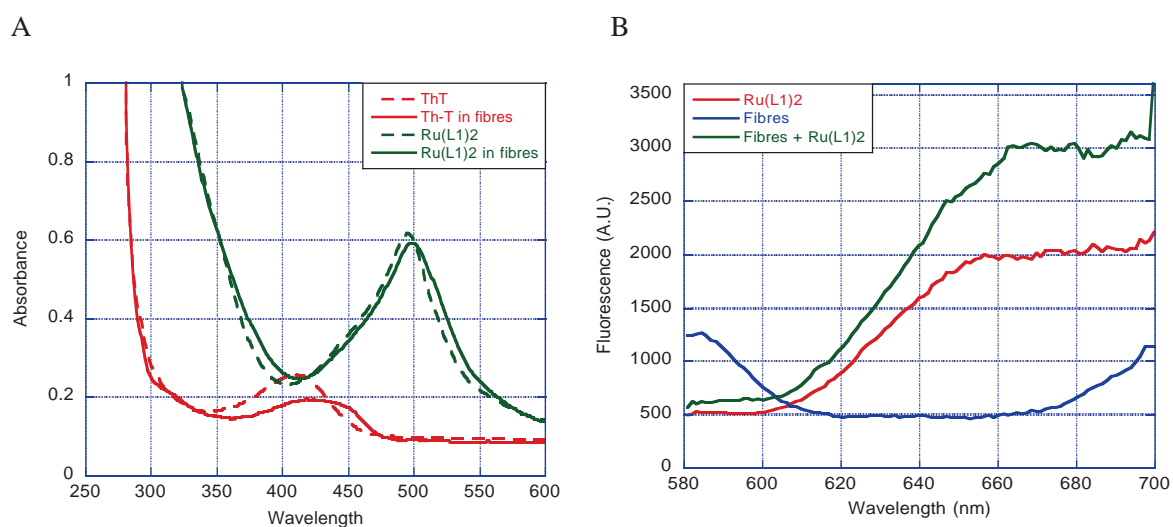 A
1
0.8
0.6
0.4
0.2
0
Absorbance
250 300 350 400 450 500 550 600
Wavelength
ThT
Th-T in fibres
Ru(L1)2
Ru(L1)2 in fibres
B
3500
3000
2500
2000
1500
1000
500
0
Fluorescence (A.U.)
580 600 620 640 660 680 700
Wavelength (nm)
Ru(L1)2
Fibres
Fibres + Ru(L1)2